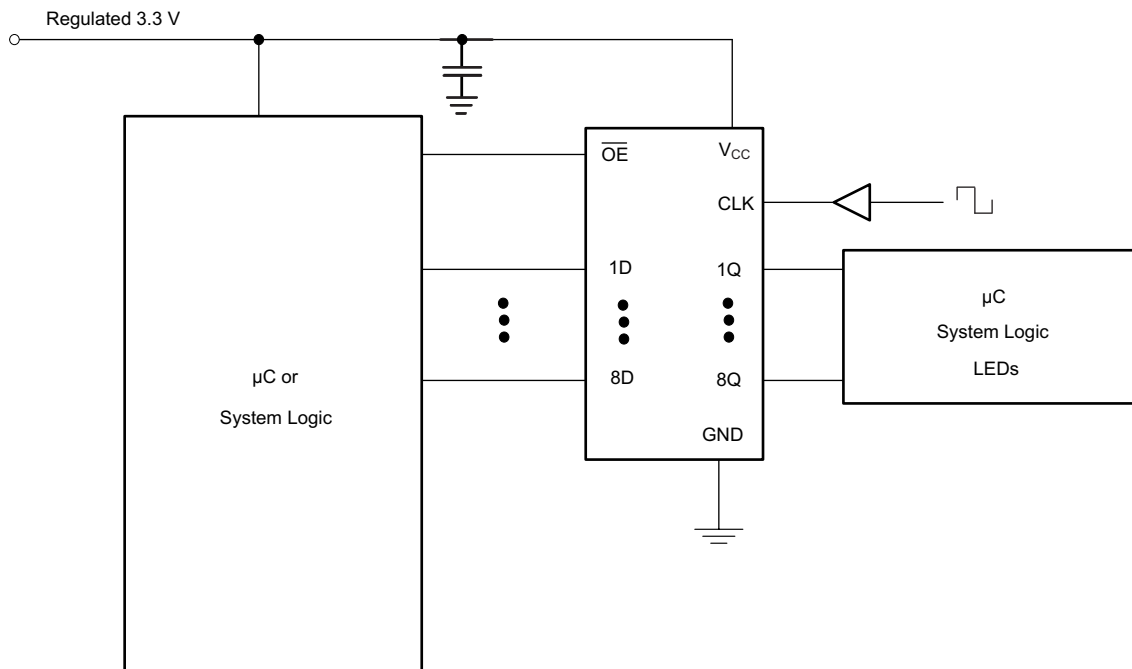 Regulated 3.3 V
OE
VCC
CLK
1D
1Q
µC
System Logic
LEDs
µC or
System Logic
8D
8Q
GND